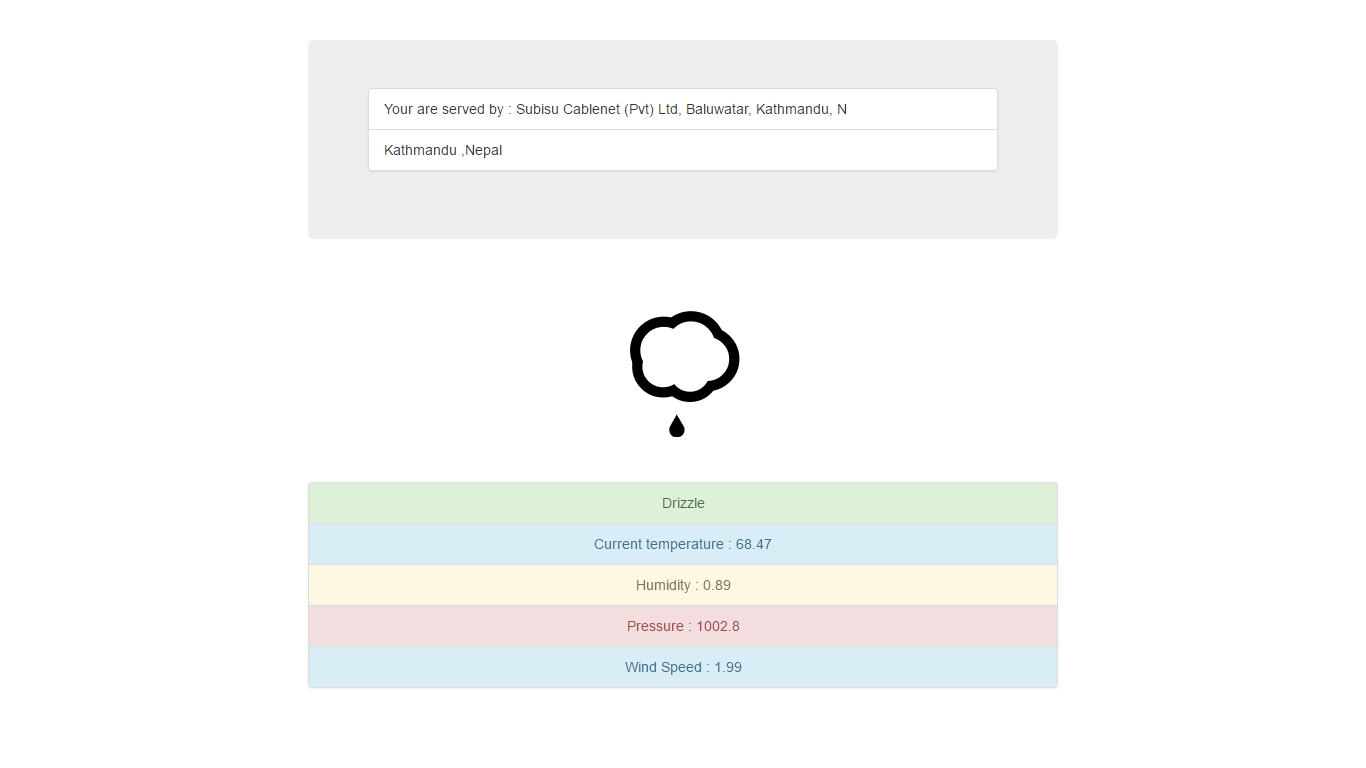 Your are served by : Subisu Cablenet (Pvt) Ltd, Baluwatar, Kathmandu, N
Kathmandu ,Nepal
Drizzle
Current temperature : 68.47
Humidity : 0.89
Pressure : 1002.8
Wind Speed : 1.99